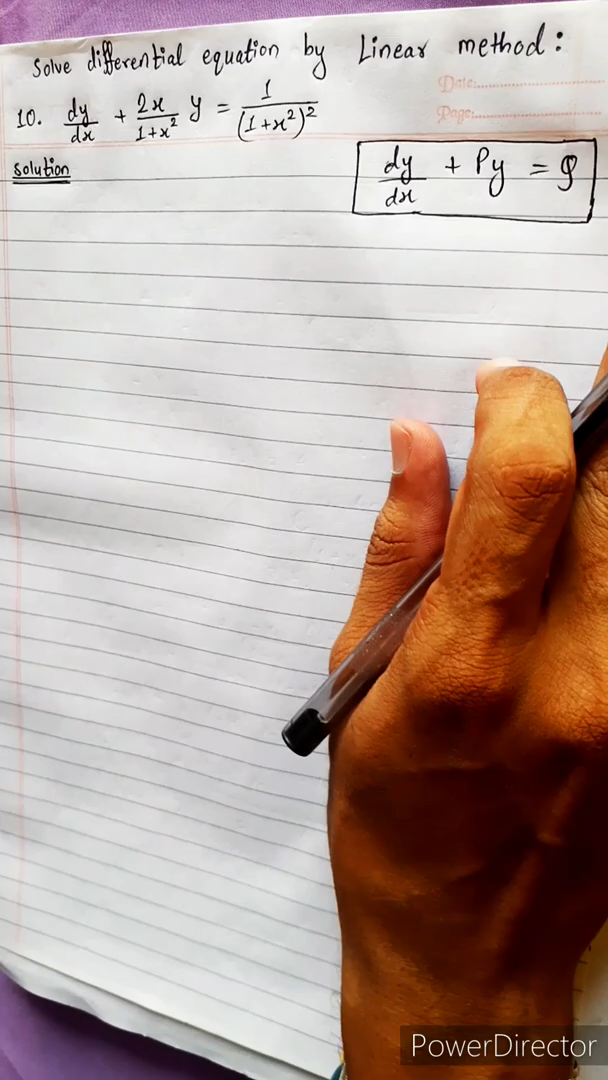 Solve differential equation by Linear method:
10. dy/dx + 2x/(1+x²) y = 1/(1+x²)²
Date:
Page:
Solution
dy/dx + Py = Q
PowerDirector